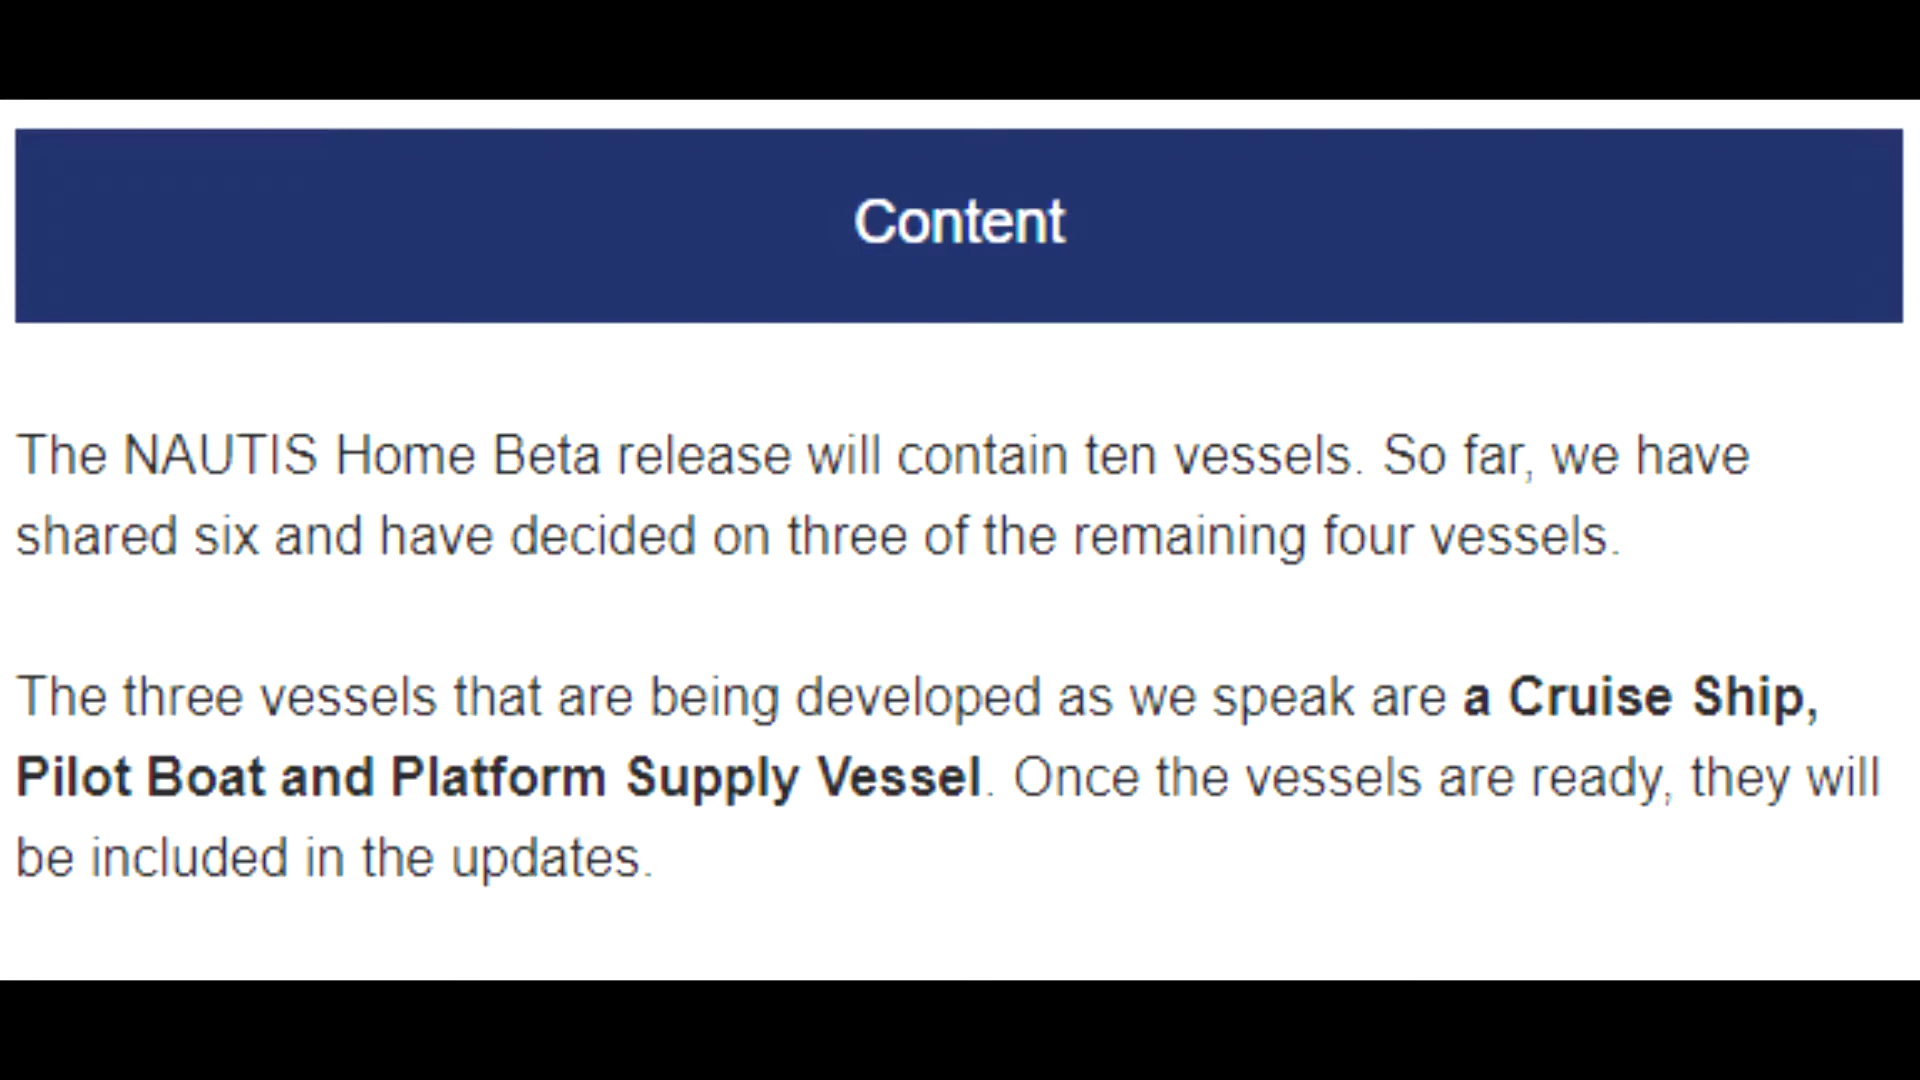 Content
The NAUTIS Home Beta release will contain ten vessels. So far, we have
shared six and have decided on three of the remaining four vessels.
The three vessels that are being developed as we speak are a Cruise Ship,
Pilot Boat and Platform Supply Vessel. Once the vessels are ready, they will
be included in the updates.